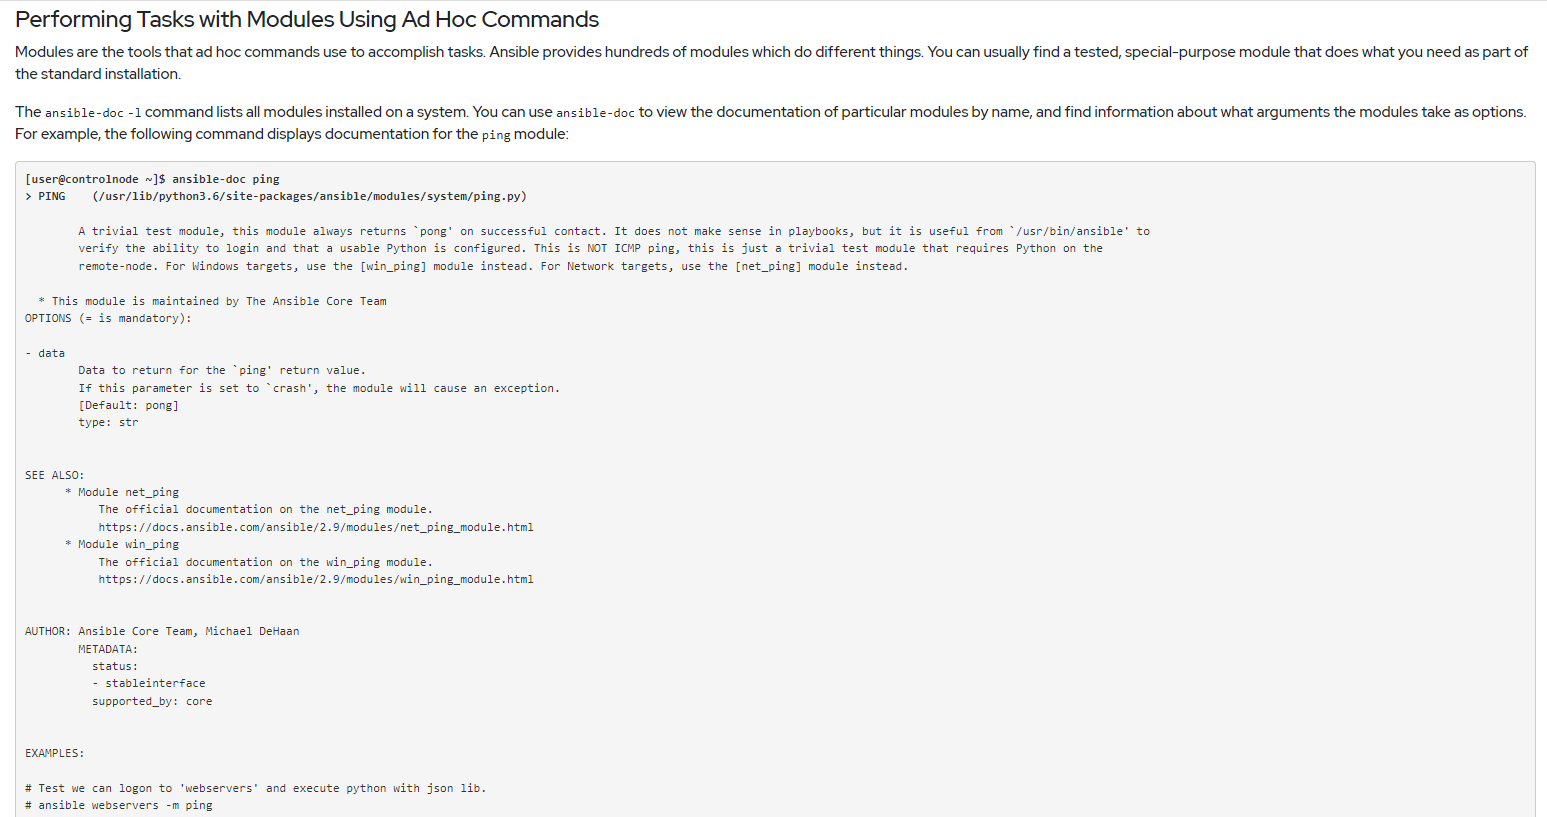 Performing Tasks with Modules Using Ad Hoc Commands
Modules are the tools that ad hoc commands use to accomplish tasks. Ansible provides hundreds of modules which do different things. You can usually find a tested, special-purpose module that does what you need as part of
the standard installation.
The ansible-doc -l command lists all modules installed on a system. You can use ansible-doc to view the documentation of particular modules by name, and find information about what arguments the modules take as options.
For example, the following command displays documentation for the ping module:
[user@controlnode ~]$ ansible-doc ping
> PING    (/usr/lib/python3.6/site-packages/ansible/modules/system/ping.py)
A trivial test module, this module always returns `pong' on successful contact. It does not make sense in playbooks, but it is useful from `/usr/bin/ansible' to
verify the ability to login and that a usable Python is configured. This is NOT ICMP ping, this is just a trivial test module that requires Python on the
remote-node. For Windows targets, use the [win_ping] module instead. For Network targets, use the [net_ping] module instead.
* This module is maintained by The Ansible Core Team
OPTIONS (= is mandatory):
- data
Data to return for the `ping' return value.
If this parameter is set to `crash', the module will cause an exception.
[Default: pong]
type: str
SEE ALSO:
* Module net_ping
The official documentation on the net_ping module.
https://docs.ansible.com/ansible/2.9/modules/net_ping_module.html
* Module win_ping
The official documentation on the win_ping module.
https://docs.ansible.com/ansible/2.9/modules/win_ping_module.html
AUTHOR: Ansible Core Team, Michael DeHaan
METADATA:
status:
- stableinterface
supported_by: core
EXAMPLES:
# Test we can logon to 'webservers' and execute python with json lib.
# ansible webservers -m ping